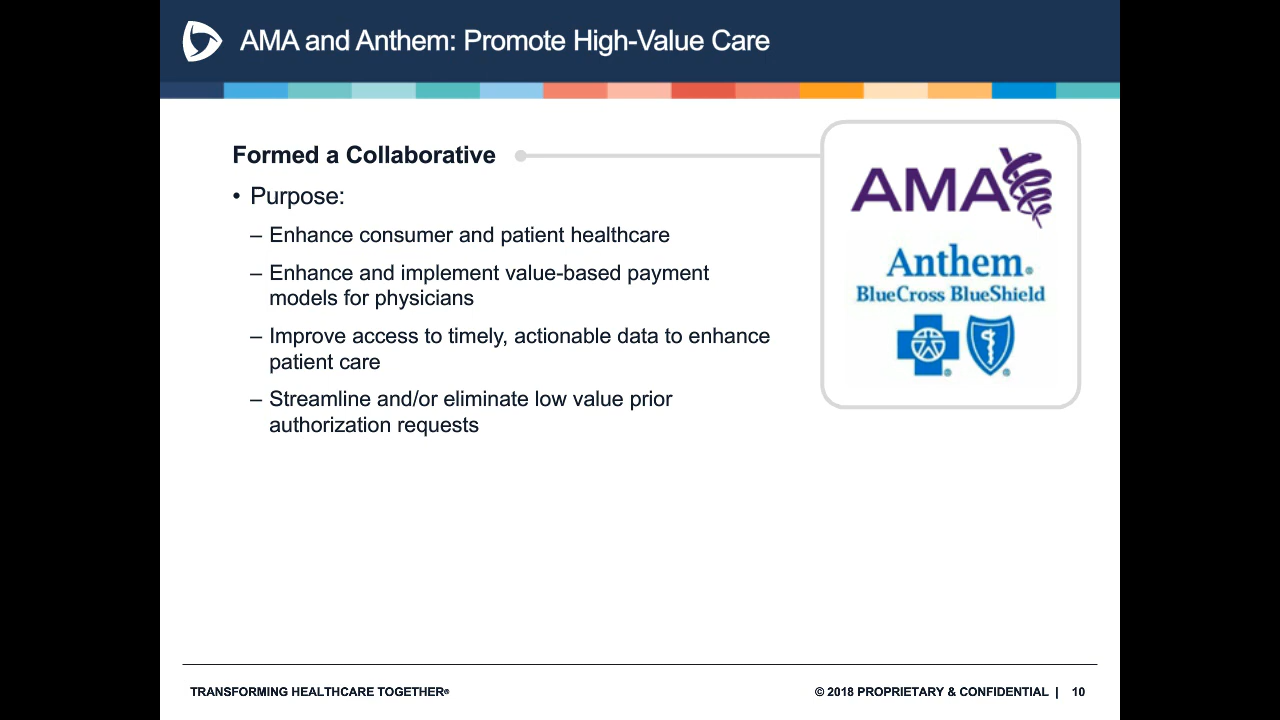 AMA and Anthem: Promote High-Value Care
Formed a Collaborative
• Purpose:
– Enhance consumer and patient healthcare
– Enhance and implement value-based payment
models for physicians
– Improve access to timely, actionable data to enhance
patient care
– Streamline and/or eliminate low value prior
authorization requests
AMA
Anthem®
BlueCross BlueShield
® ®
TRANSFORMING HEALTHCARE TOGETHER®
© 2018 PROPRIETARY & CONFIDENTIAL | 10